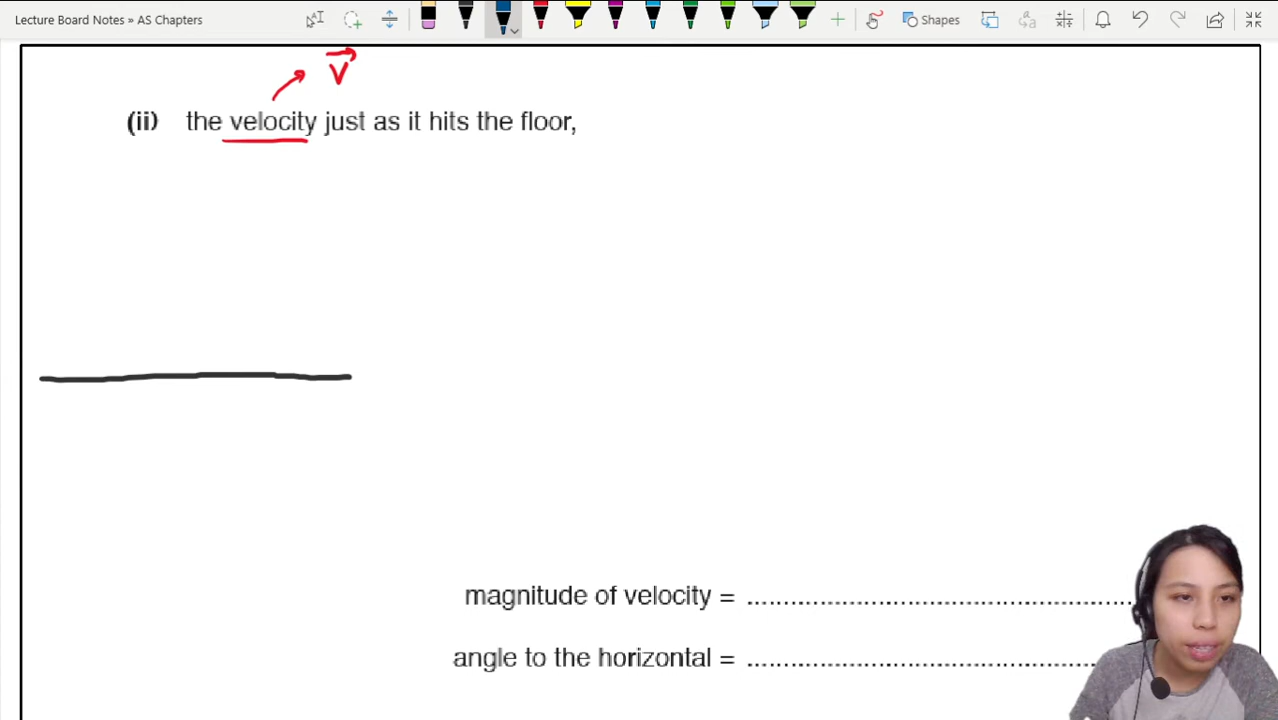 Lecture Board Notes » AS Chapters
Shapes
v
(ii) the velocity just as it hits the floor,
magnitude of velocity = ............................................................
angle to the horizontal = ......................................................